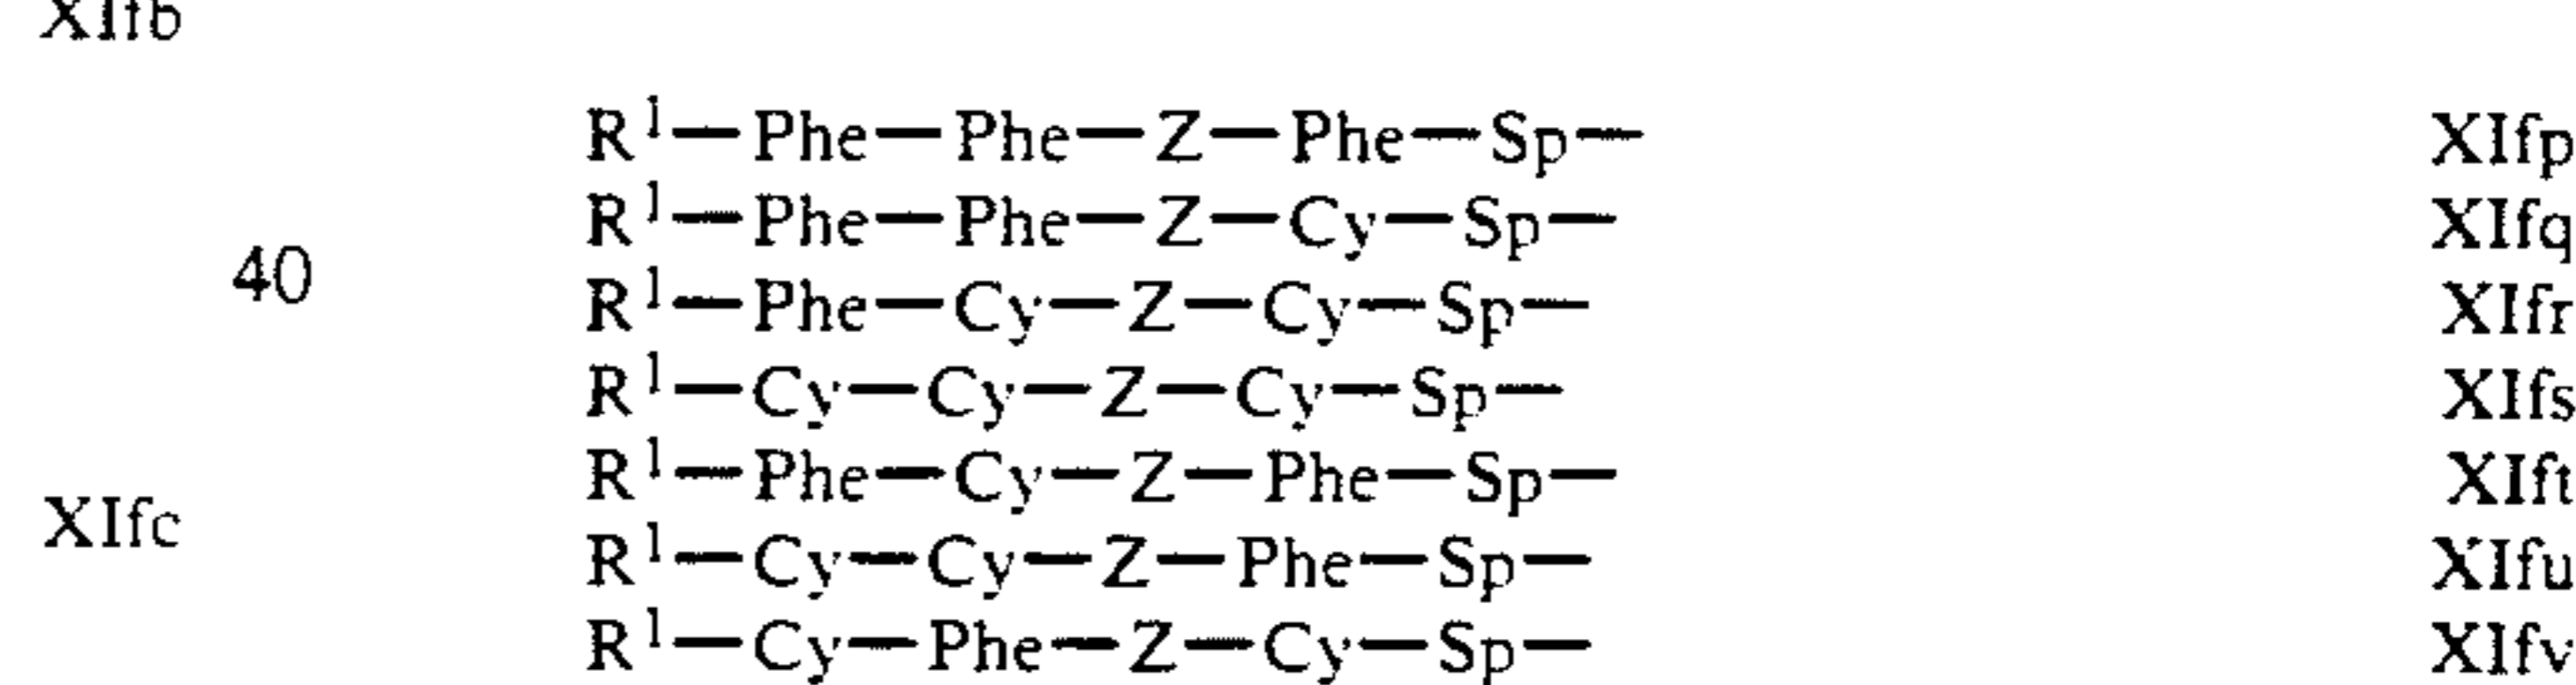 XIfb
R¹—Phe—Phe—Z—Phe—Sp— XIfp
R¹—Phe—Phe—Z—Cy—Sp— XIfq
40
R¹—Phe—Cy—Z—Cy—Sp— XIfr
R¹—Cy—Cy—Z—Cy—Sp— XIfs
R¹—Phe—Cy—Z—Phe—Sp— XIft
XIfc
R¹—Cy—Cy—Z—Phe—Sp— XIfu
R¹—Cy—Phe—Z—Cy—Sp— XIfv